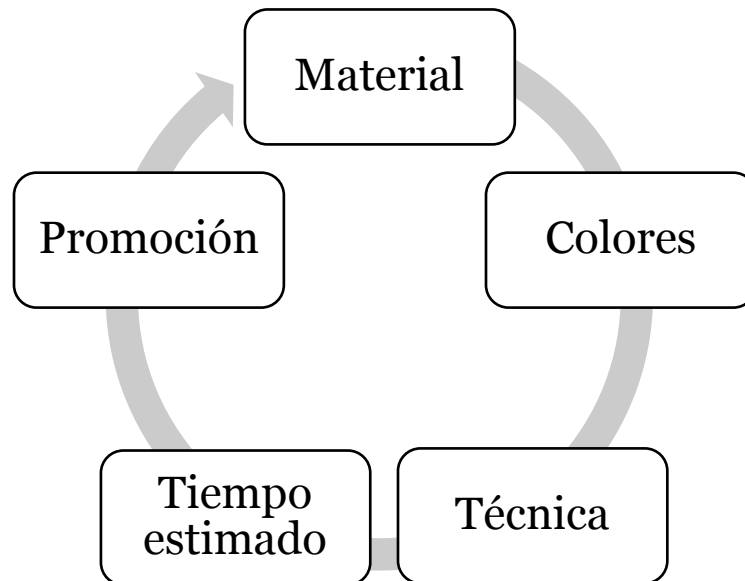 Material
Colores
Técnica
Tiempo
estimado
Promoción